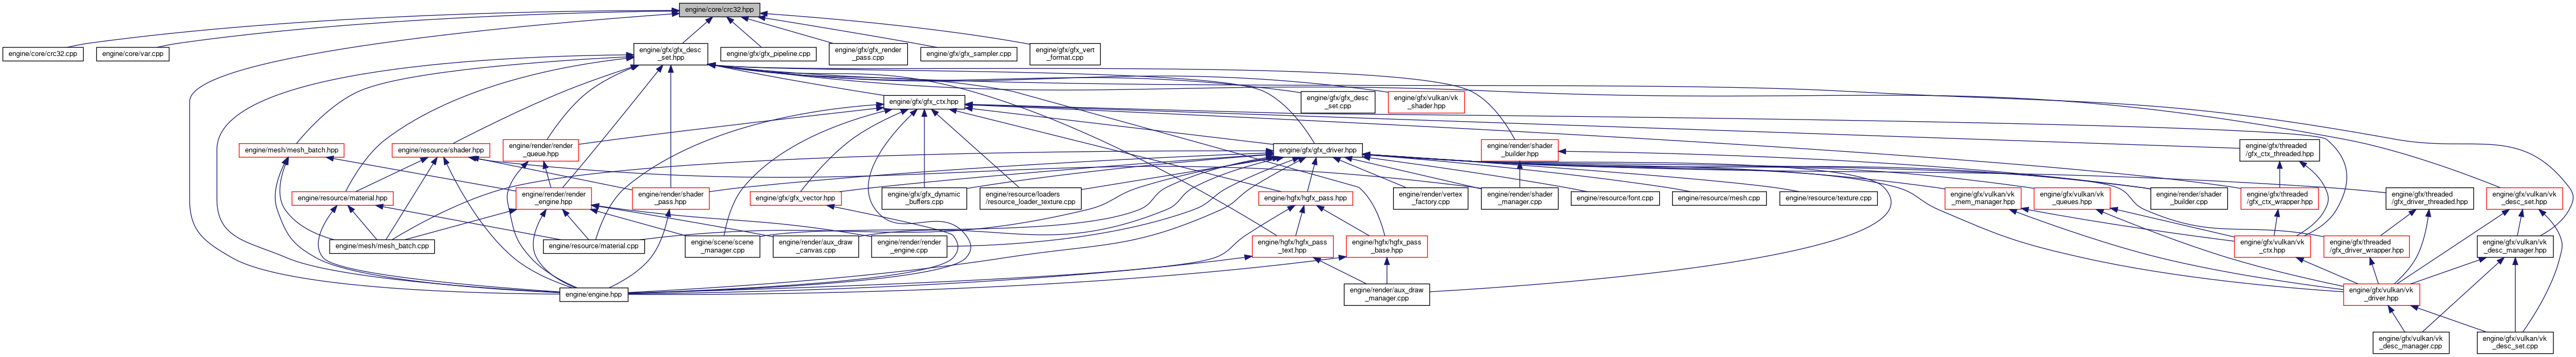 engine/core/crc32.hpp
engine/core/crc32.cpp
engine/core/var.cpp
engine/gfx/gfx_desc
_set.hpp
engine/gfx/gfx_pipeline.cpp
engine/gfx/gfx_render
_pass.cpp
engine/gfx/gfx_sampler.cpp
engine/gfx/gfx_vert
_format.cpp
engine/gfx/gfx_ctx.hpp
engine/gfx/gfx_desc
_set.cpp
engine/gfx/vulkan/vk
_shader.hpp
engine/mesh/mesh_batch.hpp
engine/resource/shader.hpp
engine/render/render
_queue.hpp
engine/gfx/gfx_driver.hpp
engine/render/shader
_builder.hpp
engine/gfx/threaded
/gfx_ctx_threaded.hpp
engine/resource/material.hpp
engine/render/render
_engine.hpp
engine/render/shader
_pass.hpp
engine/gfx/gfx_vector.hpp
engine/gfx/gfx_dynamic
_buffers.cpp
engine/resource/loaders
/resource_loader_texture.cpp
engine/hgfx/hgfx_pass.hpp
engine/render/vertex
_factory.cpp
engine/render/shader
_manager.cpp
engine/resource/font.cpp
engine/resource/mesh.cpp
engine/resource/texture.cpp
engine/gfx/vulkan/vk
_mem_manager.hpp
engine/gfx/vulkan/vk
_queues.hpp
engine/render/shader
_builder.cpp
engine/gfx/threaded
/gfx_ctx_wrapper.hpp
engine/gfx/threaded
/gfx_driver_threaded.hpp
engine/gfx/vulkan/vk
_desc_set.hpp
engine/mesh/mesh_batch.cpp
engine/resource/material.cpp
engine/scene/scene
_manager.cpp
engine/render/aux_draw
_canvas.cpp
engine/render/render
_engine.cpp
engine/hgfx/hgfx_pass
_text.hpp
engine/hgfx/hgfx_pass
_base.hpp
engine/gfx/vulkan/vk
_ctx.hpp
engine/gfx/threaded
/gfx_driver_wrapper.hpp
engine/gfx/vulkan/vk
_desc_manager.hpp
engine/engine.hpp
engine/render/aux_draw
_manager.cpp
engine/gfx/vulkan/vk
_driver.hpp
engine/gfx/vulkan/vk
_desc_manager.cpp
engine/gfx/vulkan/vk
_desc_set.cpp